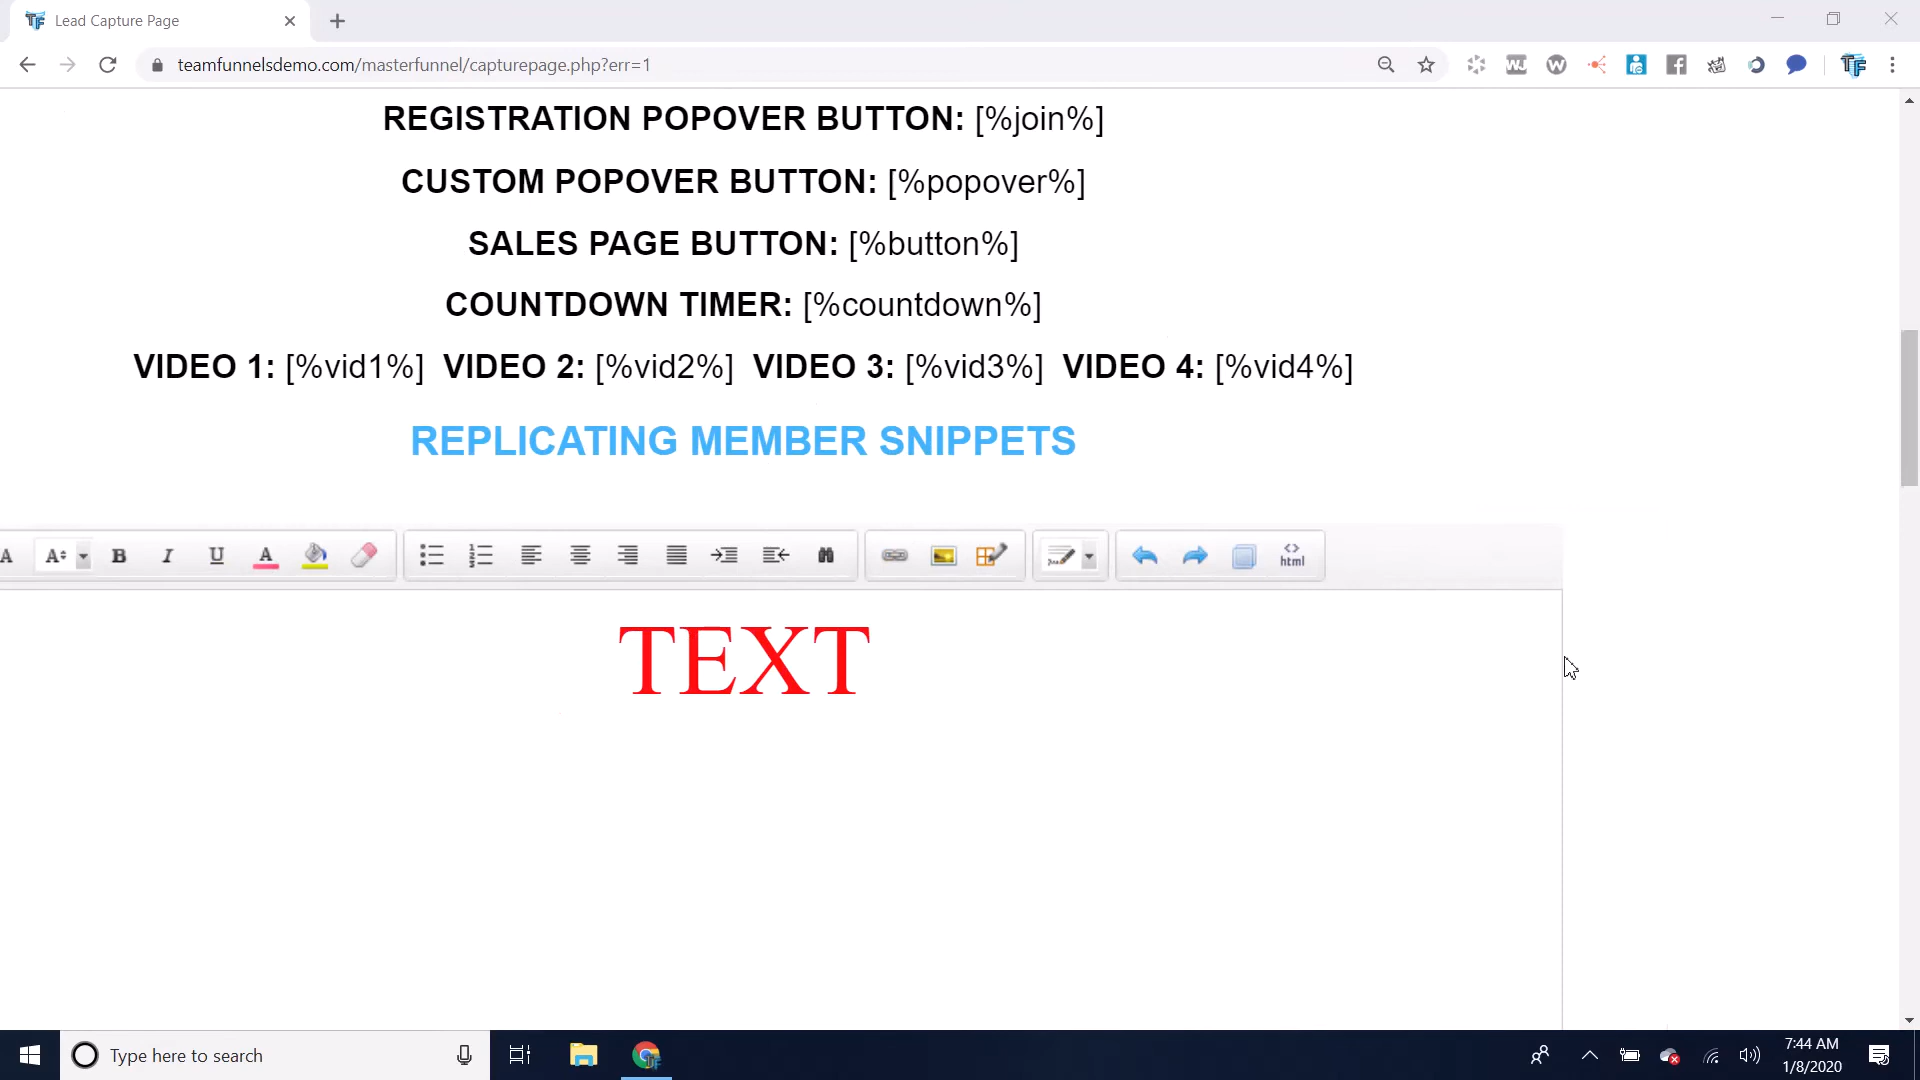 Lead Capture Page
teamfunnelsdemo.com/masterfunnel/capturepage.php?err=1
REGISTRATION POPOVER BUTTON: [%join%]
CUSTOM POPOVER BUTTON: [%popover%]
SALES PAGE BUTTON: [%button%]
COUNTDOWN TIMER: [%countdown%]
VIDEO 1: [%vid1%] VIDEO 2: [%vid2%] VIDEO 3: [%vid3%] VIDEO 4: [%vid4%]
REPLICATING MEMBER SNIPPETS
A A B I U A html
TEXT
Type here to search
7:44 AM
1/8/2020